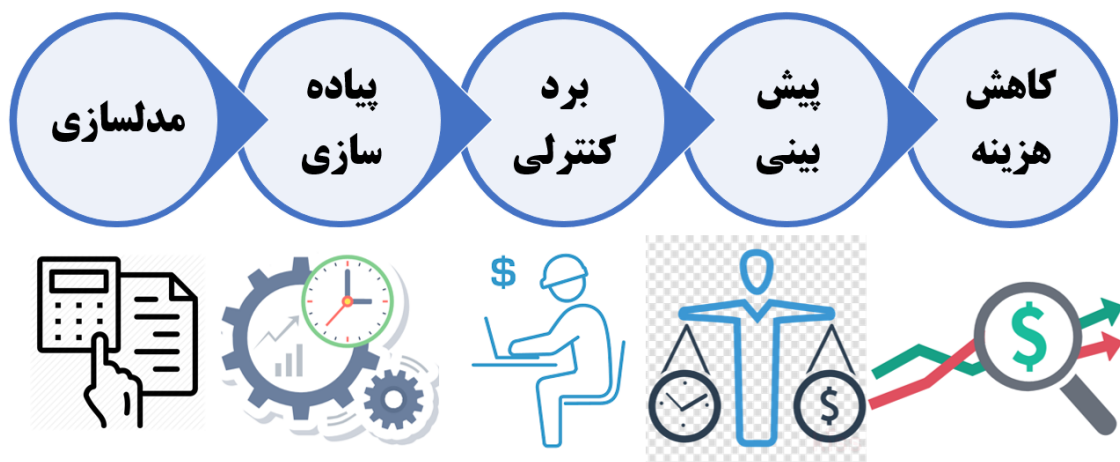 مدلسازی
پیاده
سازی
برد
کنترلی
پیش
بینی
کاهش
هزینه
$
$
$